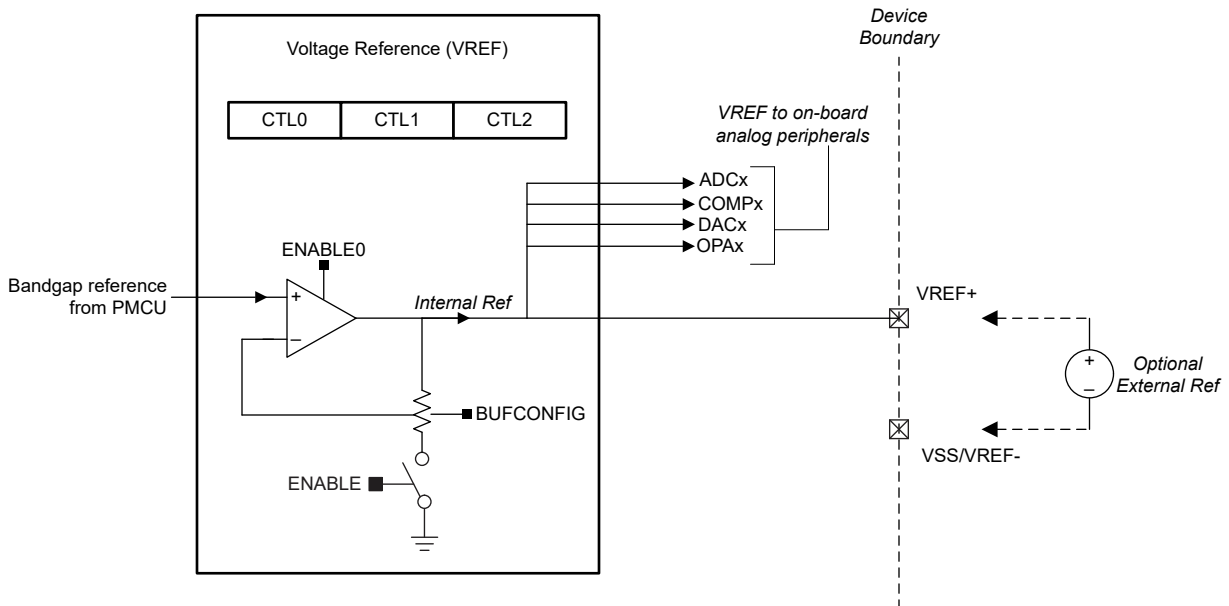 Device
Boundary
Voltage Reference (VREF)
CTL0 CTL1 CTL2
VREF to on-board
analog peripherals
ADCx
COMPx
DACx
OPAx
ENABLE0
Bandgap reference
from PMCU
+
–
Internal Ref
VREF+
BUFCONFIG
ENABLE
+
–
Optional
External Ref
VSS/VREF-